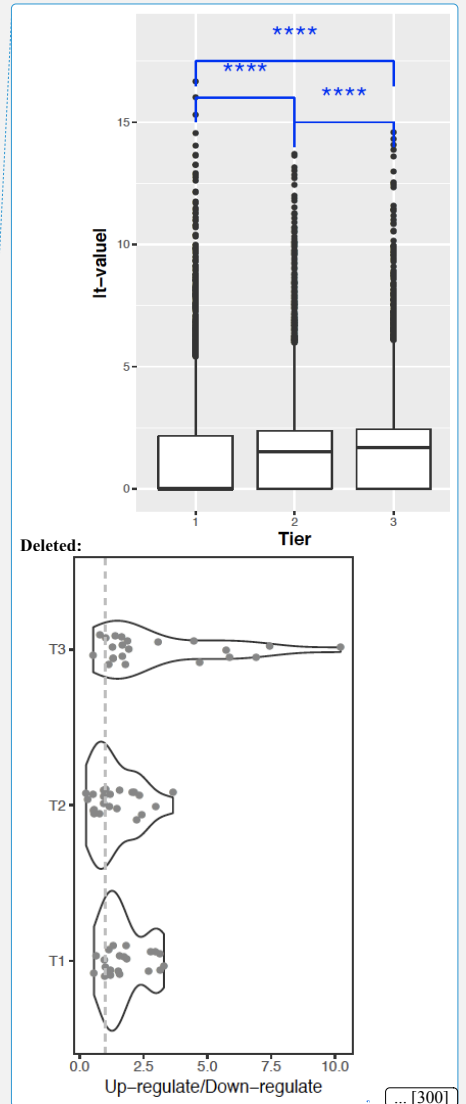 ****
****
****
15
10
5
0
|t-value|
1 2 3
Tier
Deleted:
T3
T2
T1
0.0 2.5 5.0 7.5 10.0
Up-regulate/Down-regulate
... [300]